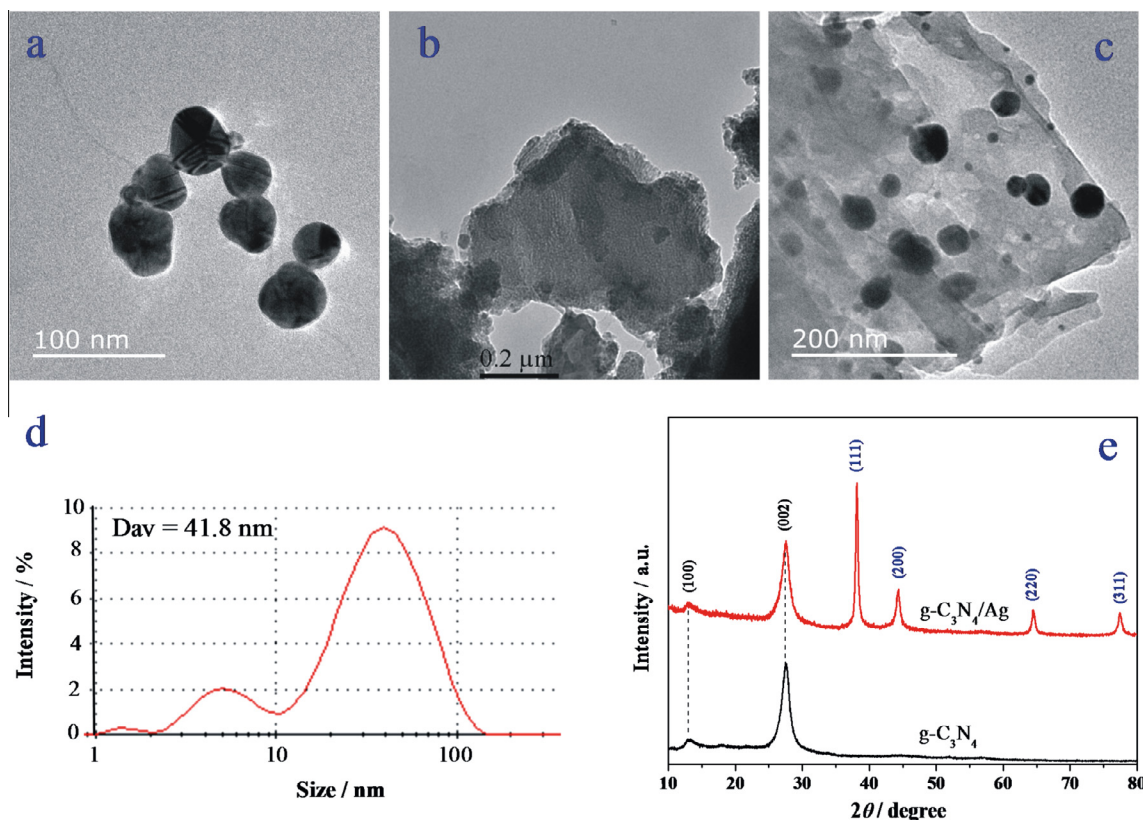 a
b
c
100 nm
0.2 µm
200 nm
d
e
10
8
6
4
2
0
Dav = 41.8 nm
Intensity / %
1
10
100
Size / nm
(100)
(002)
(111)
(200)
(220)
(311)
g-C₃N₄/Ag
g-C₃N₄
Intensity / a.u.
10
20
30
40
50
60
70
80
2θ / degree